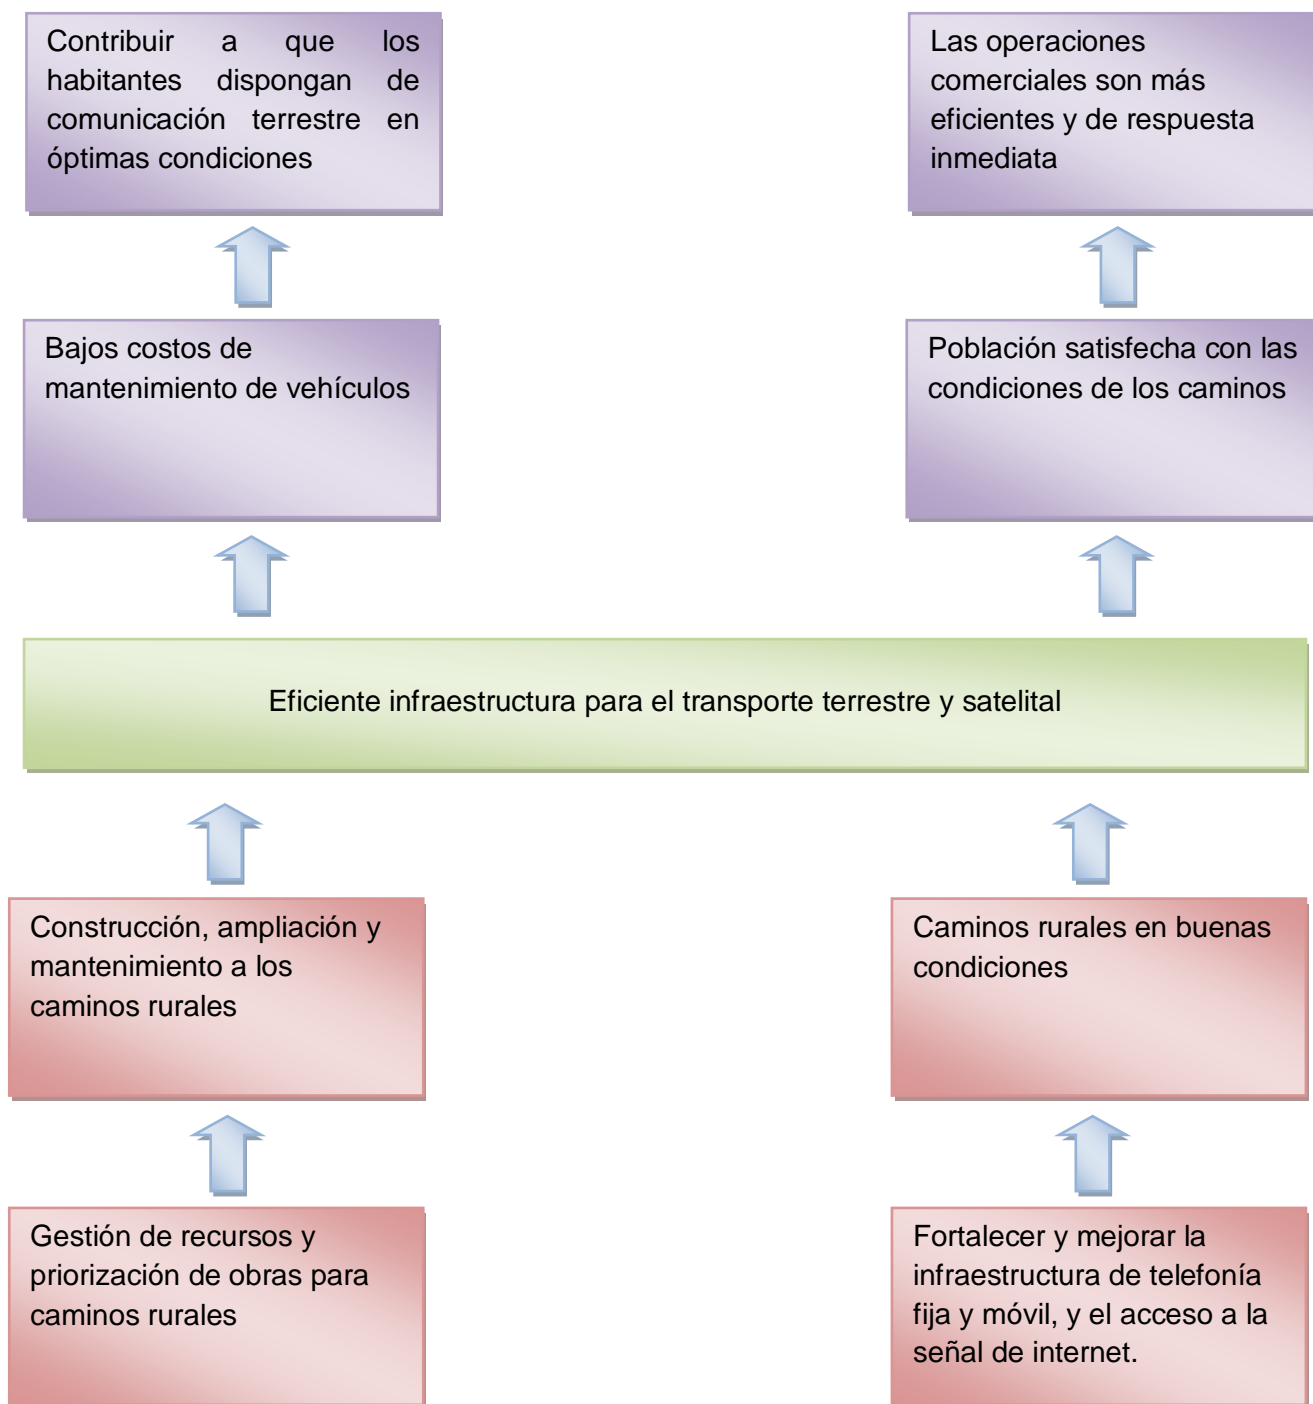 Contribuir a que los
habitantes dispongan de
comunicación terrestre en
óptimas condiciones
Las operaciones
comerciales son más
eficientes y de respuesta
inmediata
Bajos costos de
mantenimiento de vehículos
Población satisfecha con las
condiciones de los caminos
Eficiente infraestructura para el transporte terrestre y satelital
Construcción, ampliación y
mantenimiento a los
caminos rurales
Caminos rurales en buenas
condiciones
Gestión de recursos y
priorización de obras para
caminos rurales
Fortalecer y mejorar la
infraestructura de telefonía
fija y móvil, y el acceso a la
señal de internet.